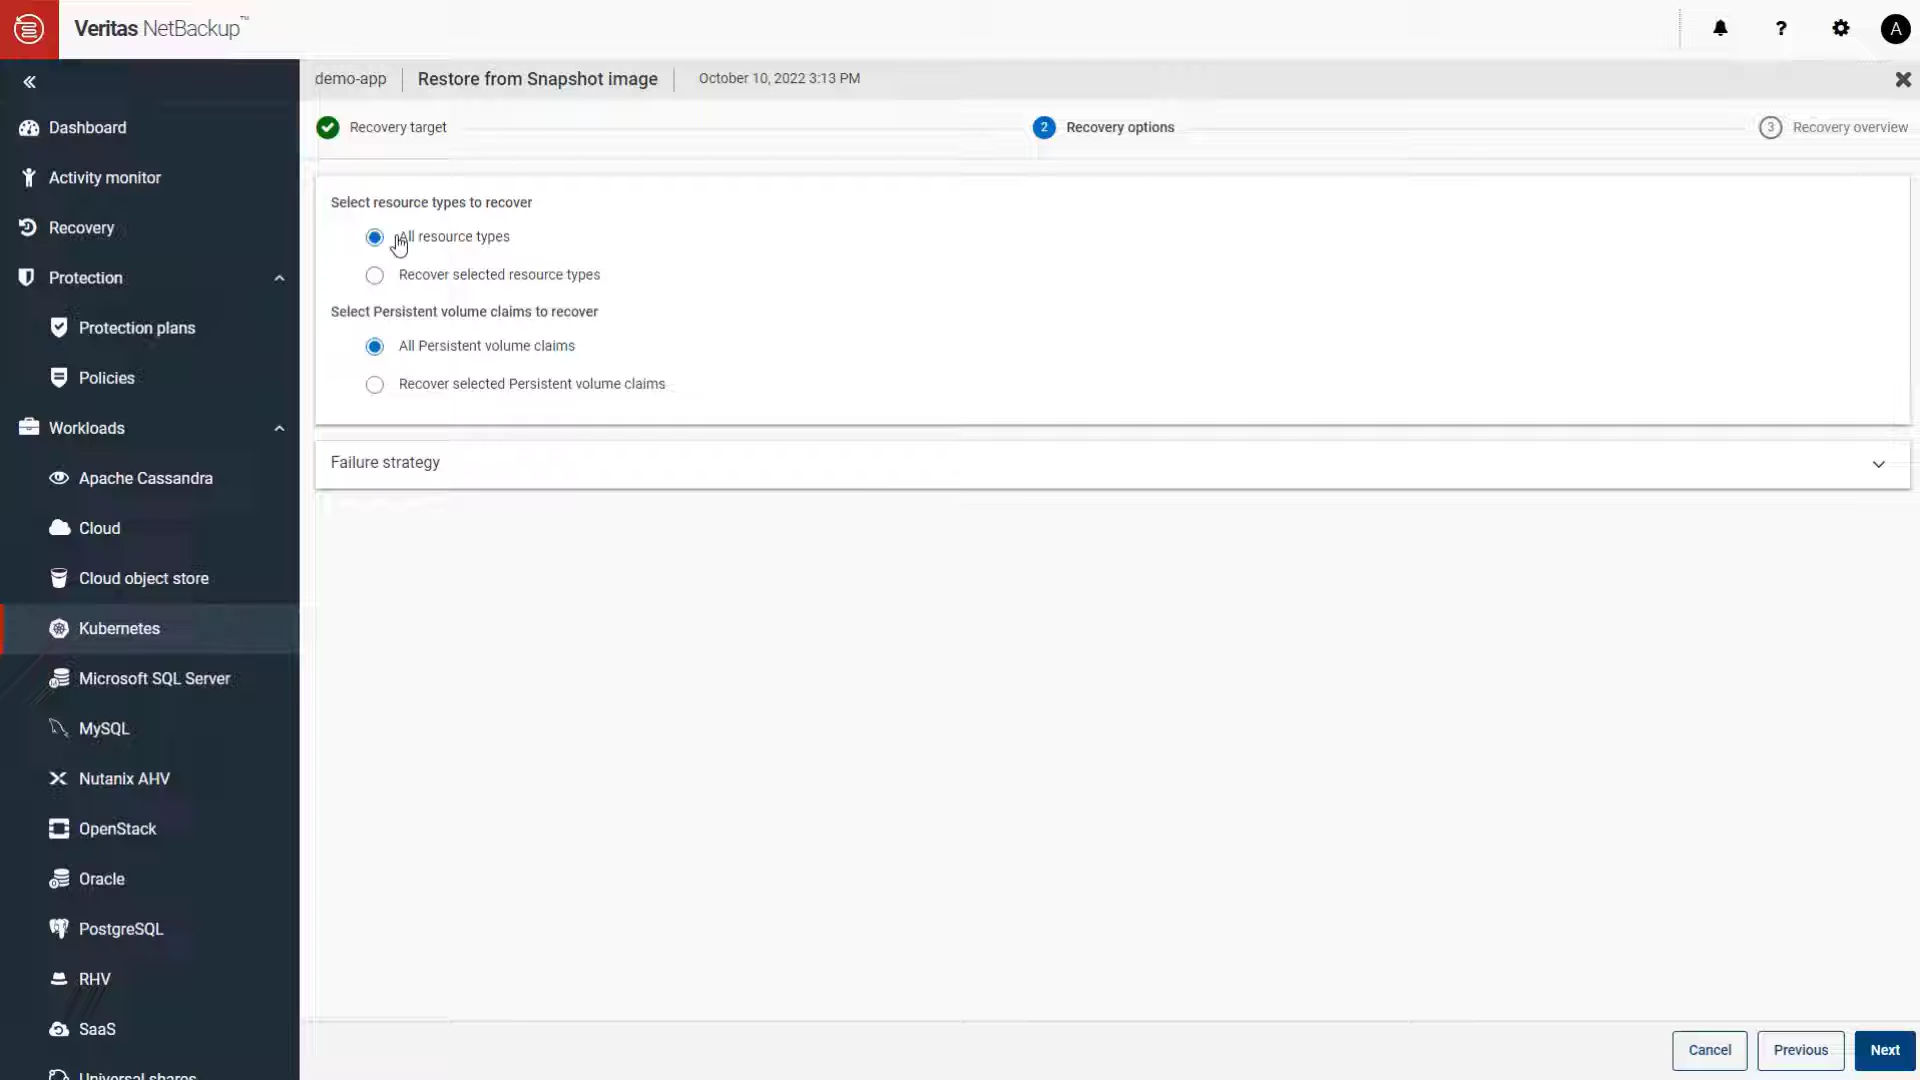 Veritas NetBackup™
? A
demo-app Restore from Snapshot image October 10, 2022 3:13 PM
Recovery target 2 Recovery options 3 Recovery overview
Dashboard
Activity monitor
Recovery
Protection
Protection plans
Policies
Workloads
Apache Cassandra
Cloud
Cloud object store
Kubernetes
Microsoft SQL Server
MySQL
Nutanix AHV
OpenStack
Oracle
PostgreSQL
RHV
SaaS
Universal shares
Select resource types to recover
All resource types
Recover selected resource types
Select Persistent volume claims to recover
All Persistent volume claims
Recover selected Persistent volume claims
Failure strategy
Cancel Previous Next